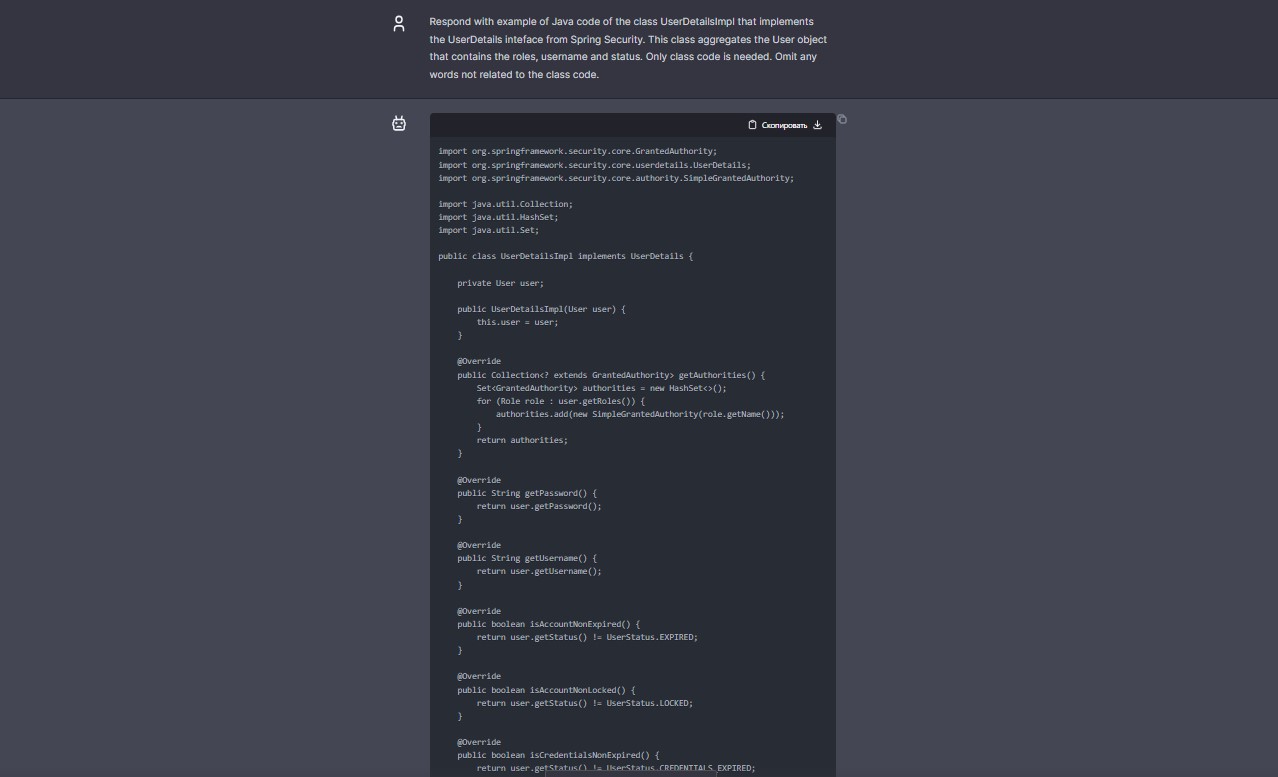 Respond with example of Java code of the class UserDetailsImpl that implements
the UserDetails inteface from Spring Security. This class aggregates the User object
that contains the roles, username and status. Only class code is needed. Omit any
words not related to the class code.
Скопировать
import org.springframework.security.core.GrantedAuthority;
import org.springframework.security.core.userdetails.UserDetails;
import org.springframework.security.core.authority.SimpleGrantedAuthority;
import java.util.Collection;
import java.util.HashSet;
import java.util.Set;
public class UserDetailsImpl implements UserDetails {
private User user;
public UserDetailsImpl(User user) {
this.user = user;
}
@Override
public Collection<? extends GrantedAuthority> getAuthorities() {
Set<GrantedAuthority> authorities = new HashSet<>();
for (Role role : user.getRoles()) {
authorities.add(new SimpleGrantedAuthority(role.getName()));
}
return authorities;
}
@Override
public String getPassword() {
return user.getPassword();
}
@Override
public String getUsername() {
return user.getUsername();
}
@Override
public boolean isAccountNonExpired() {
return user.getStatus() != UserStatus.EXPIRED;
}
@Override
public boolean isAccountNonLocked() {
return user.getStatus() != UserStatus.LOCKED;
}
@Override
public boolean isCredentialsNonExpired() {
return user.getStatus() != UserStatus.CREDENTIALS_EXPIRED;